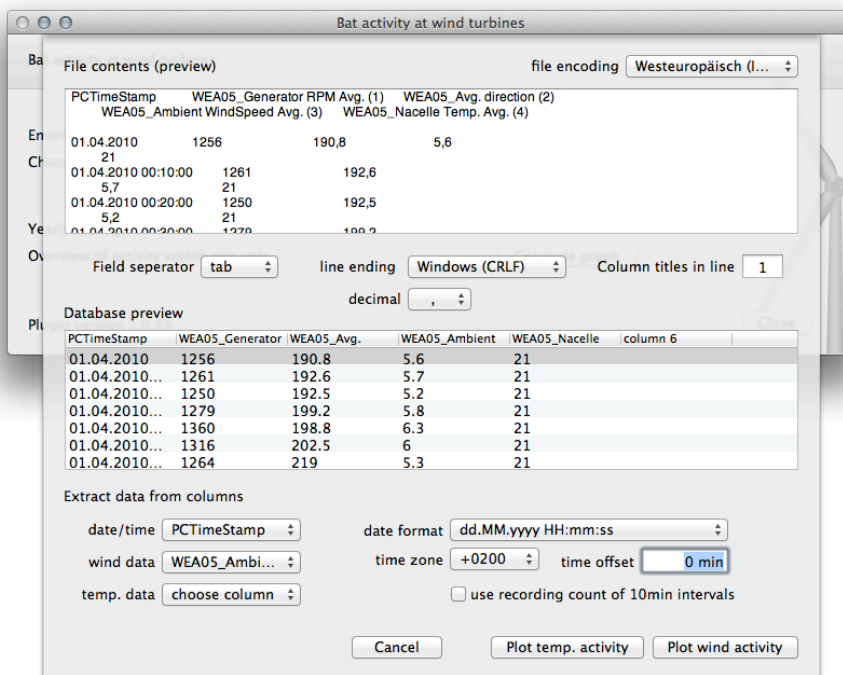 Bat activity at wind turbines
File contents (preview)
file encoding Westeuropäisch (I...
PCTimeStamp WEA05_Generator RPM Avg. (1) WEA05_Avg. direction (2)
WEA05_Ambient WindSpeed Avg. (3) WEA05_Nacelle Temp. Avg. (4)
01.04.2010 1256 190,8 5,6
21
01.04.2010 00:10:00 1261 192,6
5,7 21
01.04.2010 00:20:00 1250 192,5
5,2 21
01.04.2010 00:30:00 1279 199,2
Field seperator tab line ending Windows (CRLF) Column titles in line 1
decimal ,
Database preview
PCTimeStamp WEA05_Generator WEA05_Avg. WEA05_Ambient WEA05_Nacelle column 6
01.04.2010 1256 190.8 5.6 21
01.04.2010... 1261 192.6 5.7 21
01.04.2010... 1250 192.5 5.2 21
01.04.2010... 1279 199.2 5.8 21
01.04.2010... 1360 198.8 6.3 21
01.04.2010... 1316 202.5 6 21
01.04.2010... 1264 219 5.3 21
Extract data from columns
date/time PCTimeStamp date format dd.MM.yyyy HH:mm:ss
wind data WEA05_Ambi... time zone +0200 time offset 0 min
temp. data choose column use recording count of 10min intervals
Cancel Plot temp. activity Plot wind activity